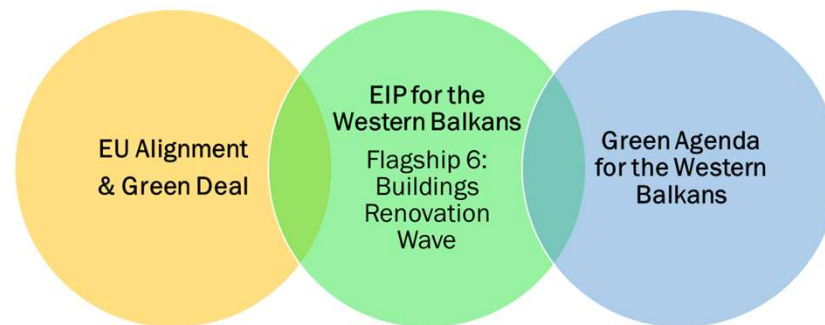 EU Alignment
& Green Deal
EIP for the
Western Balkans
Flagship 6:
Buildings
Renovation
Wave
Green Agenda
for the Western
Balkans